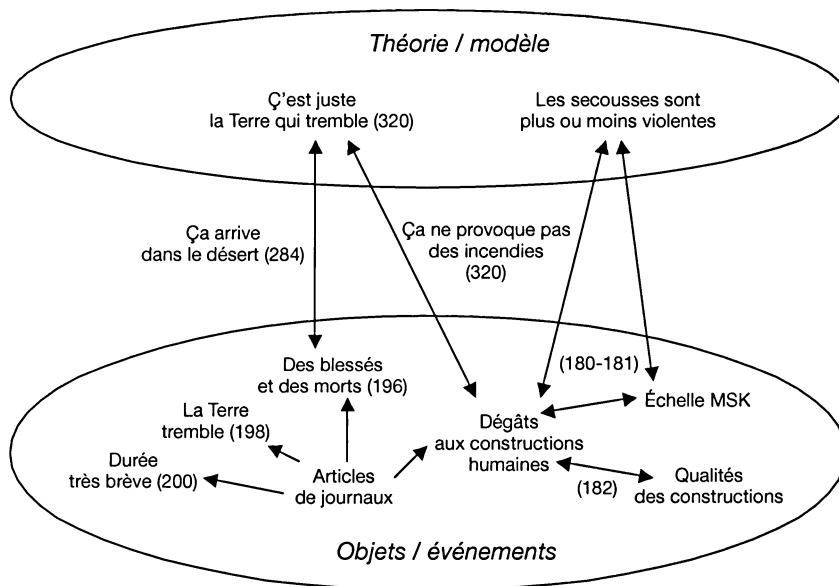 Théorie / modèle
Ç'est juste
la Terre qui tremble (320)
Les secousses sont
plus ou moins violentes
Ça arrive
dans le désert (284)
Ça ne provoque pas
des incendies
(320)
Des blessés
et des morts (196)
(180-181)
Échelle MSK
La Terre
tremble (198)
Dégâts
aux constructions
humaines
Durée
très brève (200)
Articles
de journaux
(182)
Qualités
des constructions
Objets / événements